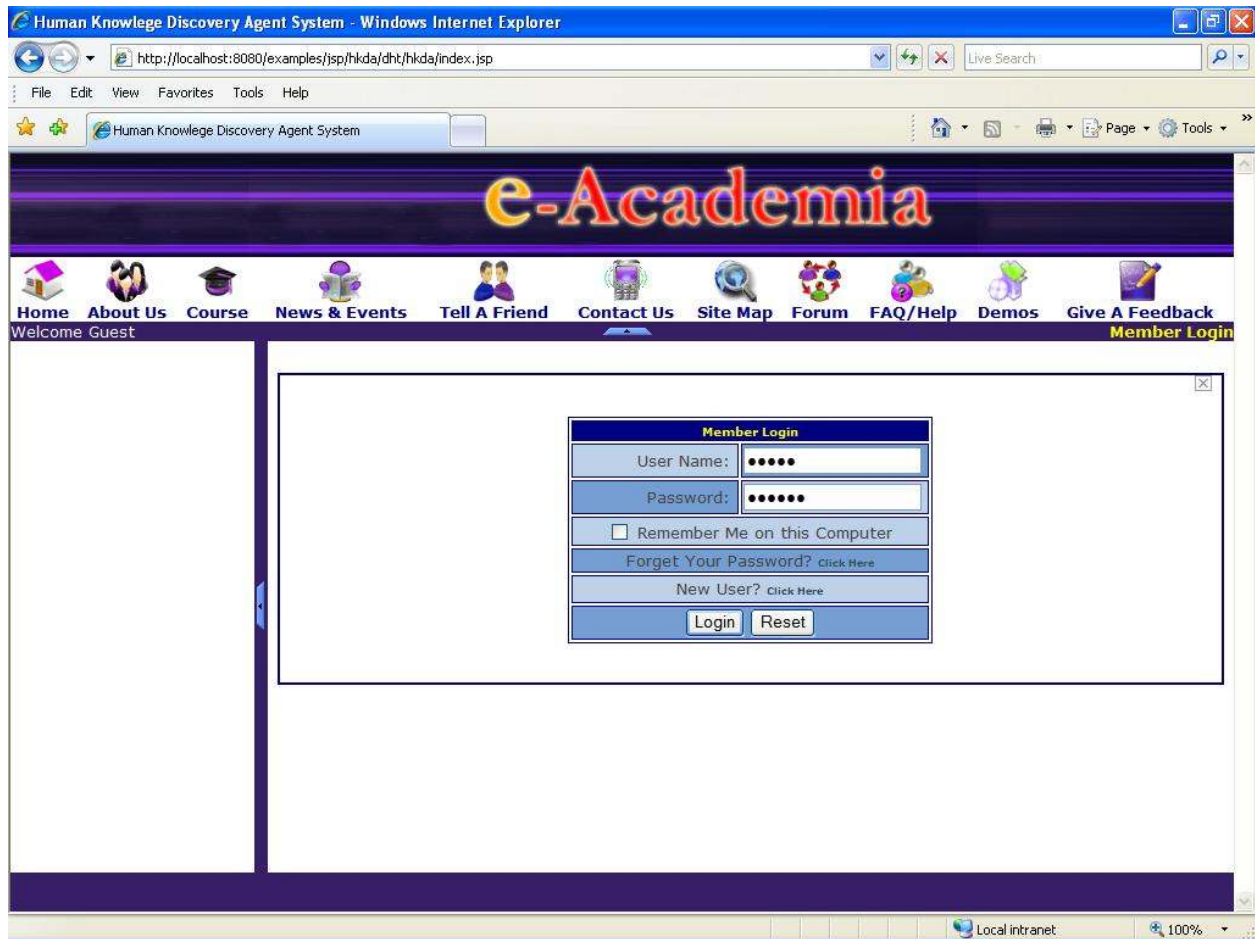 Human Knowlege Discovery Agent System - Windows Internet Explorer
http://localhost:8080/examples/jsp/hkda/dht/hkda/index.jsp
Live Search
File Edit View Favorites Tools Help
Human Knowlege Discovery Agent System
Page Tools »
e-Academia
Home About Us Course News & Events Tell A Friend Contact Us Site Map Forum FAQ/Help Demos Give A Feedback
Welcome Guest Member Login
Member Login
User Name: •••••
Password: ••••••
Remember Me on this Computer
Forget Your Password? Click Here
New User? Click Here
Login Reset
Local intranet 100%